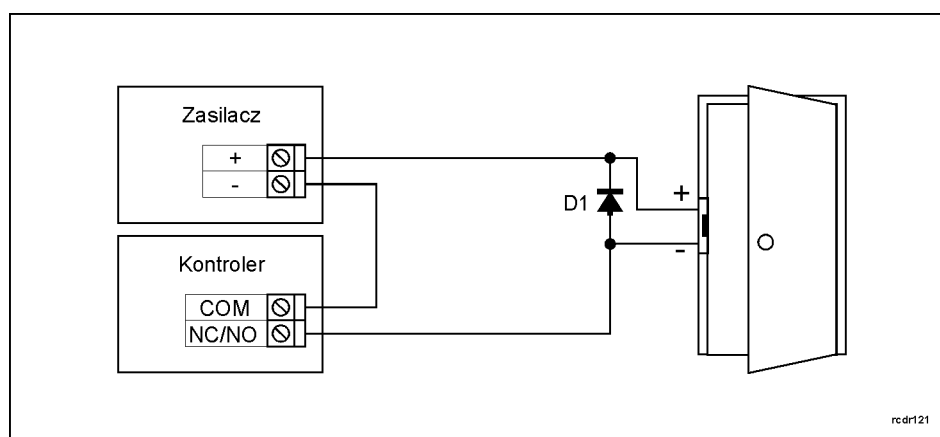 Zasilacz
+
-
D1
+
-
Kontroler
COM
NC/NO
rcdr121